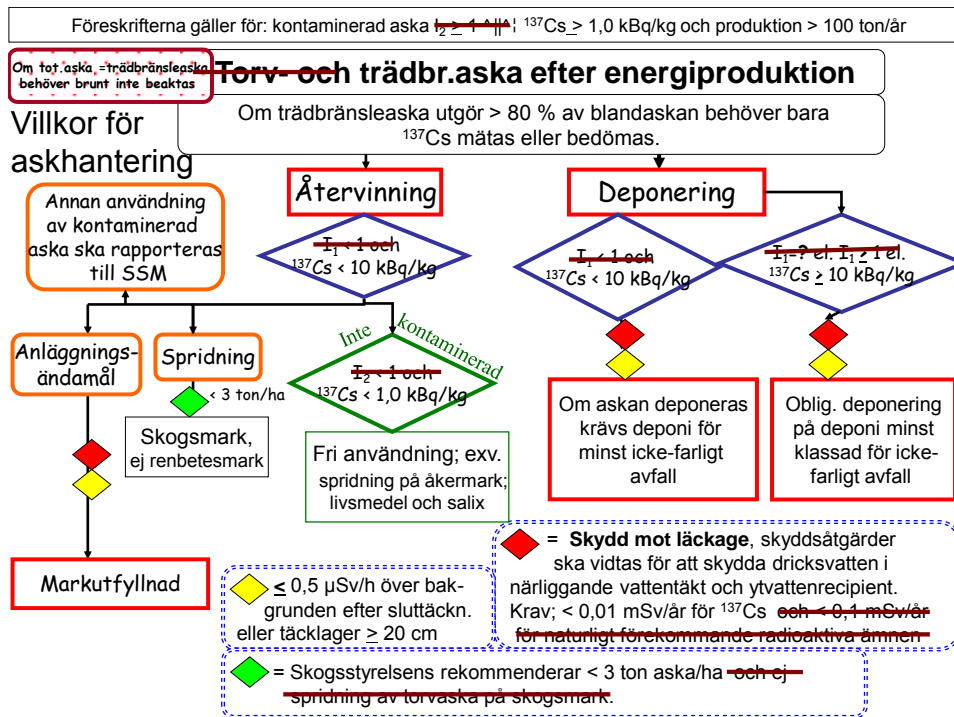 Föreskrifterna gäller för: kontaminerad aska I₂ ≥ 1 ¹³⁷Cs ≥ 1,0 kBq/kg och produktion > 100 ton/år
Om tot.aska =trädbränsleaska
behöver brunt inte beaktas
Torv- och trädbr.aska efter energiproduktion
Om trädbränsleaska utgör > 80 % av blandaskan behöver bara
¹³⁷Cs mätas eller bedömas.
Villkor för
askhantering
Återvinning
Deponering
Annan användning
av kontaminerad
aska ska rapporteras
till SSM
I₁ < 1 och
¹³⁷Cs < 10 kBq/kg
I₁ < 1 och
¹³⁷Cs < 10 kBq/kg
I₁=? el. I₁ ≥ 1 el.
¹³⁷Cs ≥ 10 kBq/kg
Anläggnings-
ändamål
Spridning
Inte kontaminerad
I₂ < 1 och
¹³⁷Cs < 1,0 kBq/kg
< 3 ton/ha
Skogsmark,
ej renbetesmark
Fri användning; exv.
spridning på åkermark;
livsmedel och salix
Om askan deponeras
krävs deponi för
minst icke-farligt
avfall
Oblig. deponering
på deponi minst
klassad för icke-
farligt avfall
Markutfyllnad
≤ 0,5 µSv/h över bak-
grunden efter sluttäckn.
eller täcklager ≥ 20 cm
= Skydd mot läckage, skyddsåtgärder
ska vidtas för att skydda dricksvatten i
närliggande vattentäkt och ytvattenrecipient.
Krav; < 0,01 mSv/år för ¹³⁷Cs och < 0,1 mSv/år
för naturligt förekommande radioaktiva ämnen
= Skogsstyrelsens rekommenderar < 3 ton aska/ha och ej
spridning av torvaska på skogsmark.